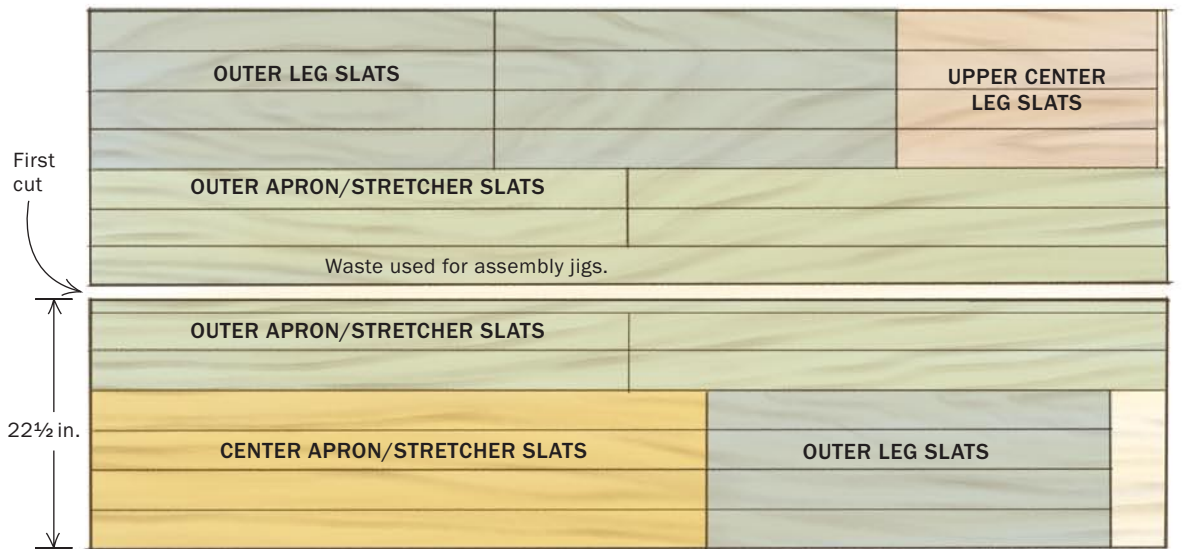 OUTER LEG SLATS
UPPER CENTER
LEG SLATS
First
cut
OUTER APRON/STRETCHER SLATS
Waste used for assembly jigs.
OUTER APRON/STRETCHER SLATS
22½ in.
CENTER APRON/STRETCHER SLATS
OUTER LEG SLATS